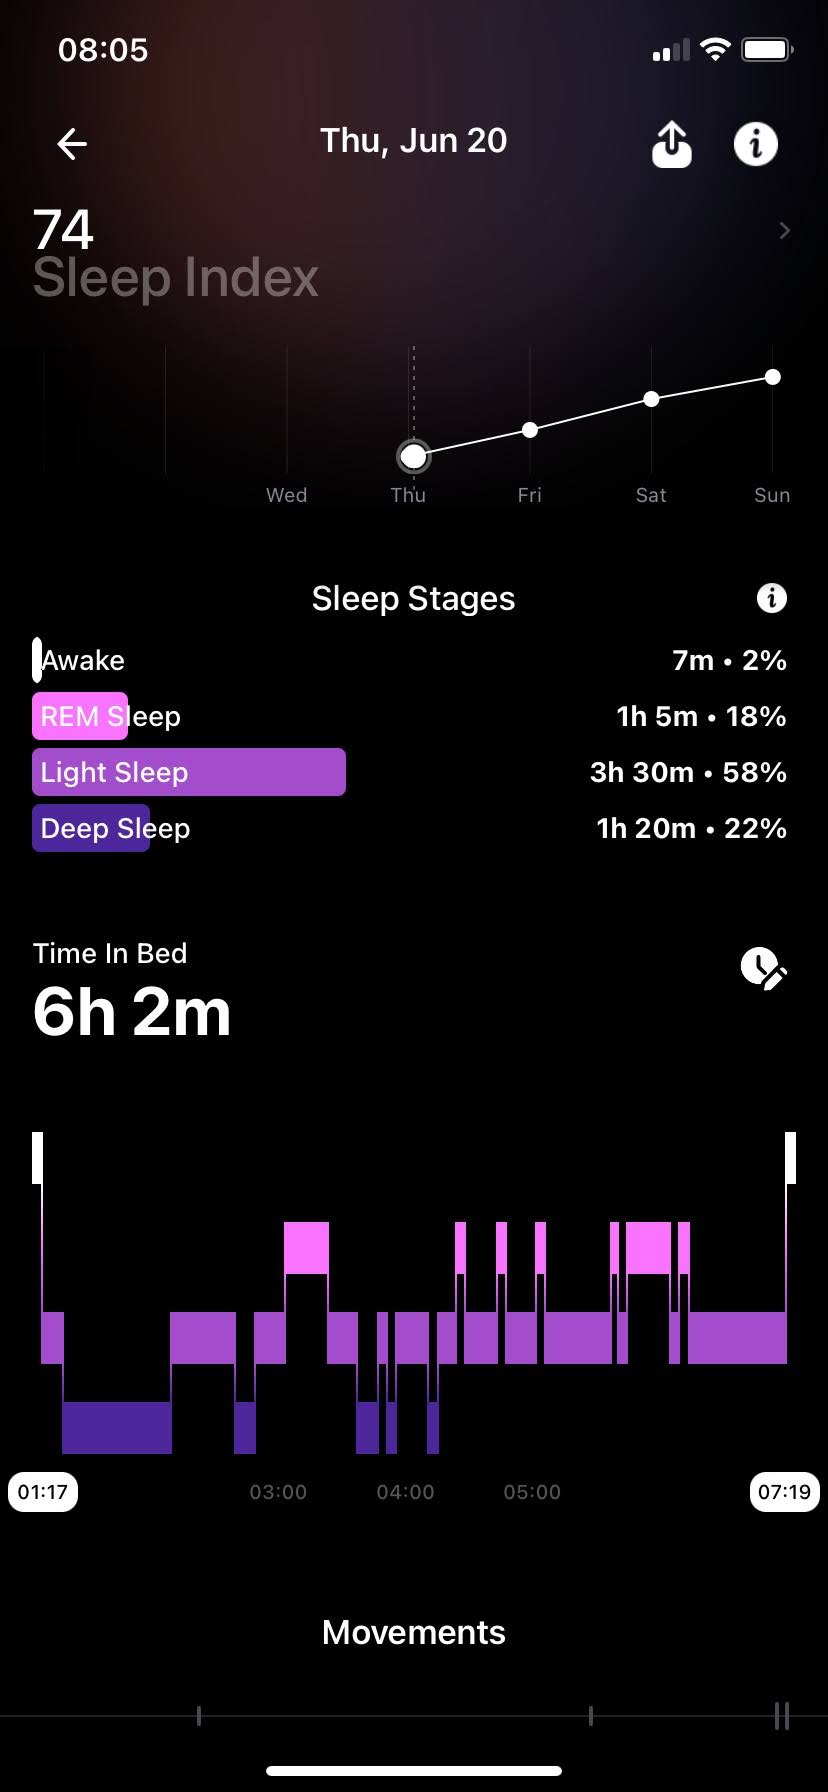 08:05
Thu, Jun 20
74
Sleep Index
Wed Thu Fri Sat Sun
Sleep Stages
Awake 7m • 2%
REM Sleep 1h 5m • 18%
Light Sleep 3h 30m • 58%
Deep Sleep 1h 20m • 22%
Time In Bed
6h 2m
01:17 03:00 04:00 05:00 07:19
Movements